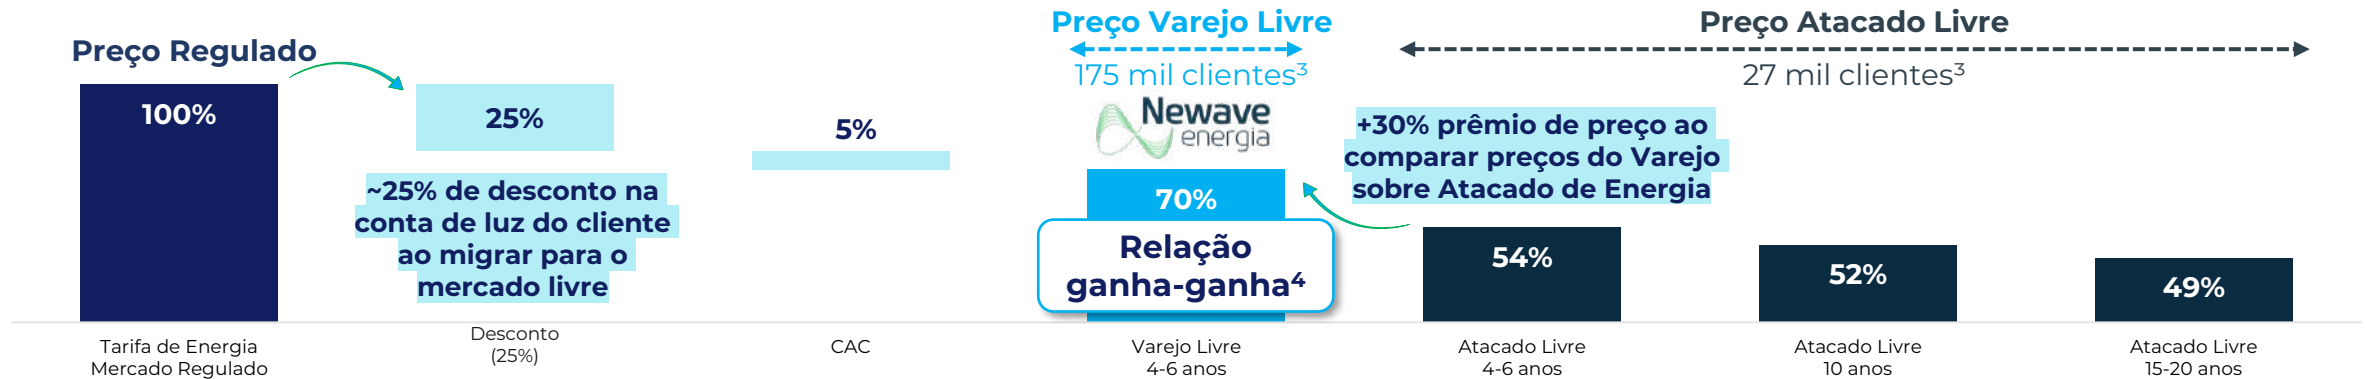 Preço Regulado
100%
Tarifa de Energia
Mercado Regulado
25%
~25% de desconto na
conta de luz do cliente
ao migrar para o
mercado livre
Desconto
(25%)
5%
CAC
Preço Varejo Livre
175 mil clientes³
Newave
energia
70%
Relação
ganha-ganha⁴
Varejo Livre
4-6 anos
Preço Atacado Livre
27 mil clientes³
+30% prêmio de preço ao
comparar preços do Varejo
sobre Atacado de Energia
54%
Atacado Livre
4-6 anos
52%
Atacado Livre
10 anos
49%
Atacado Livre
15-20 anos